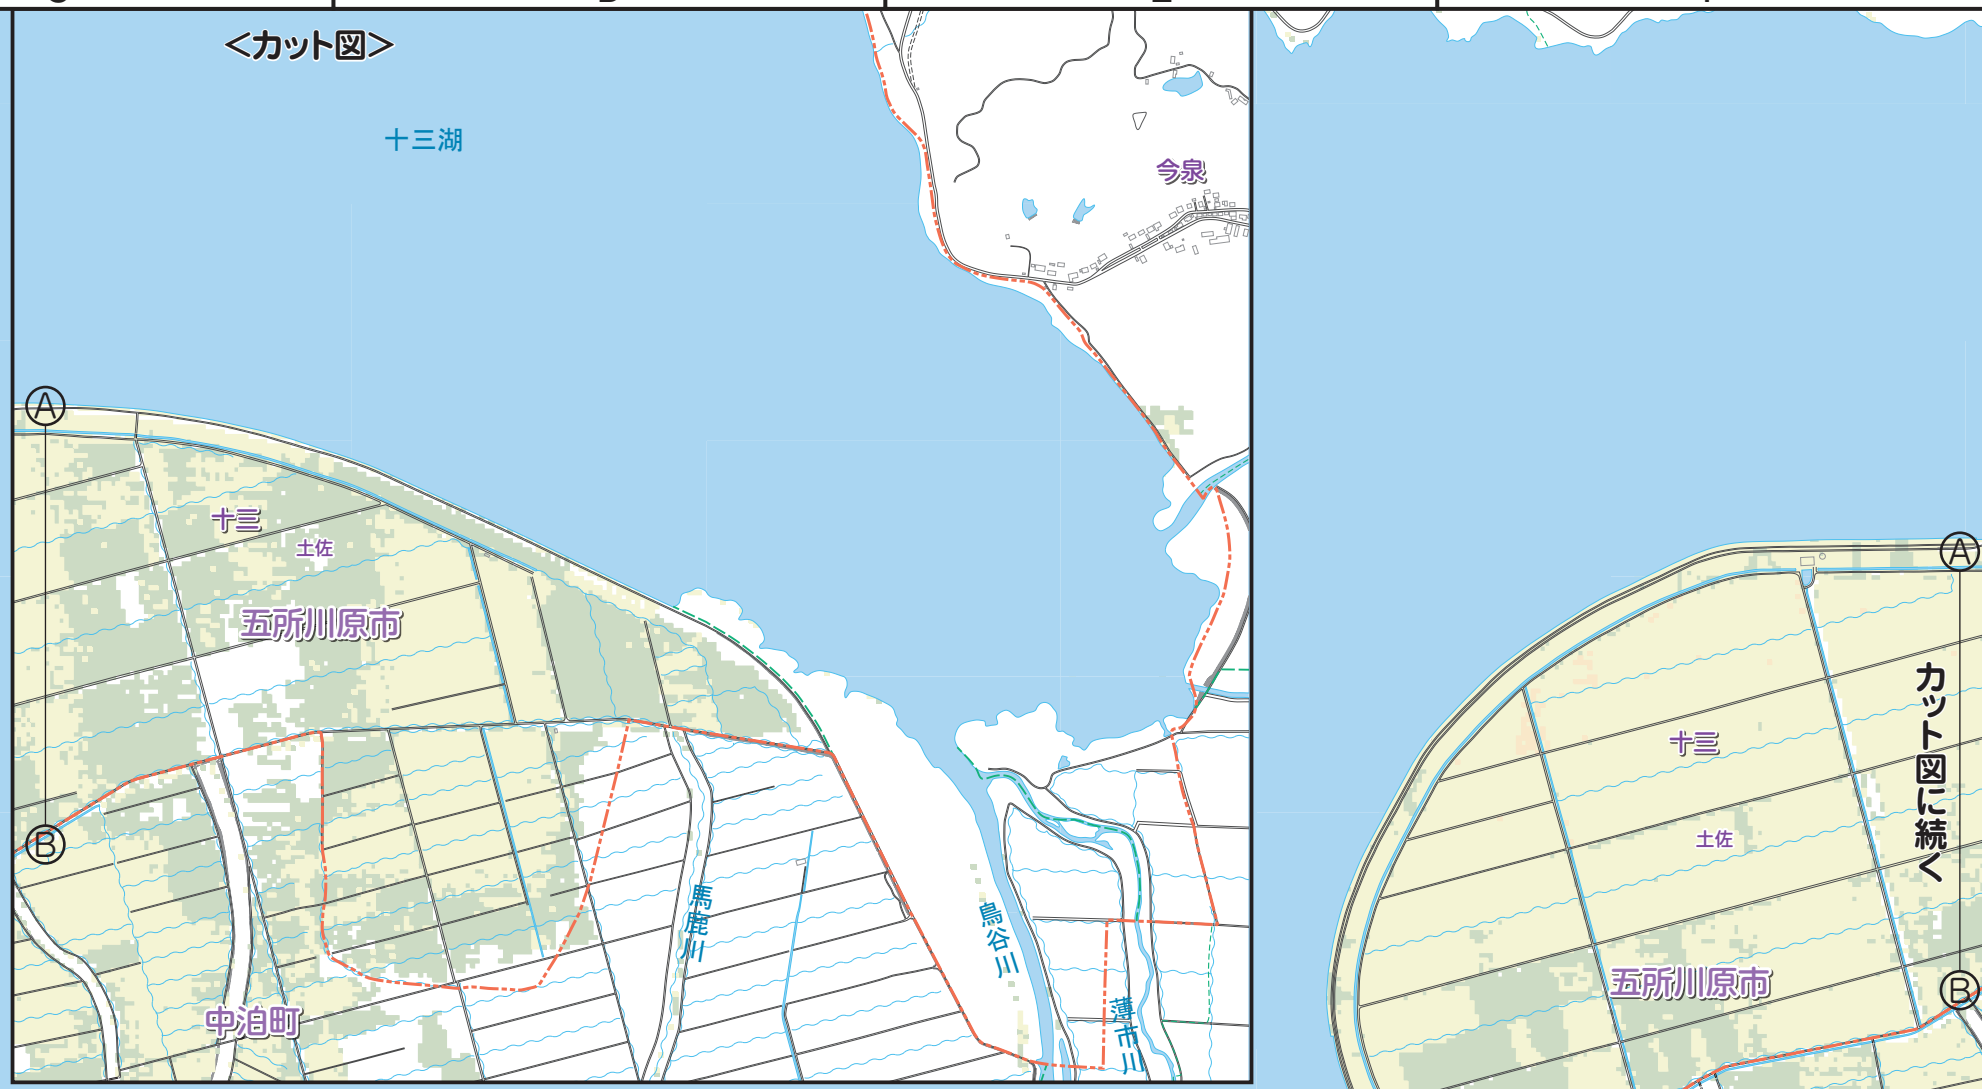 <カット図>
十三湖
今泉
A
十三
土佐
五所川原市
B
馬鹿川
鳥谷川
薄市川
中泊町
A
カット図に続く
十三
土佐
五所川原市
B